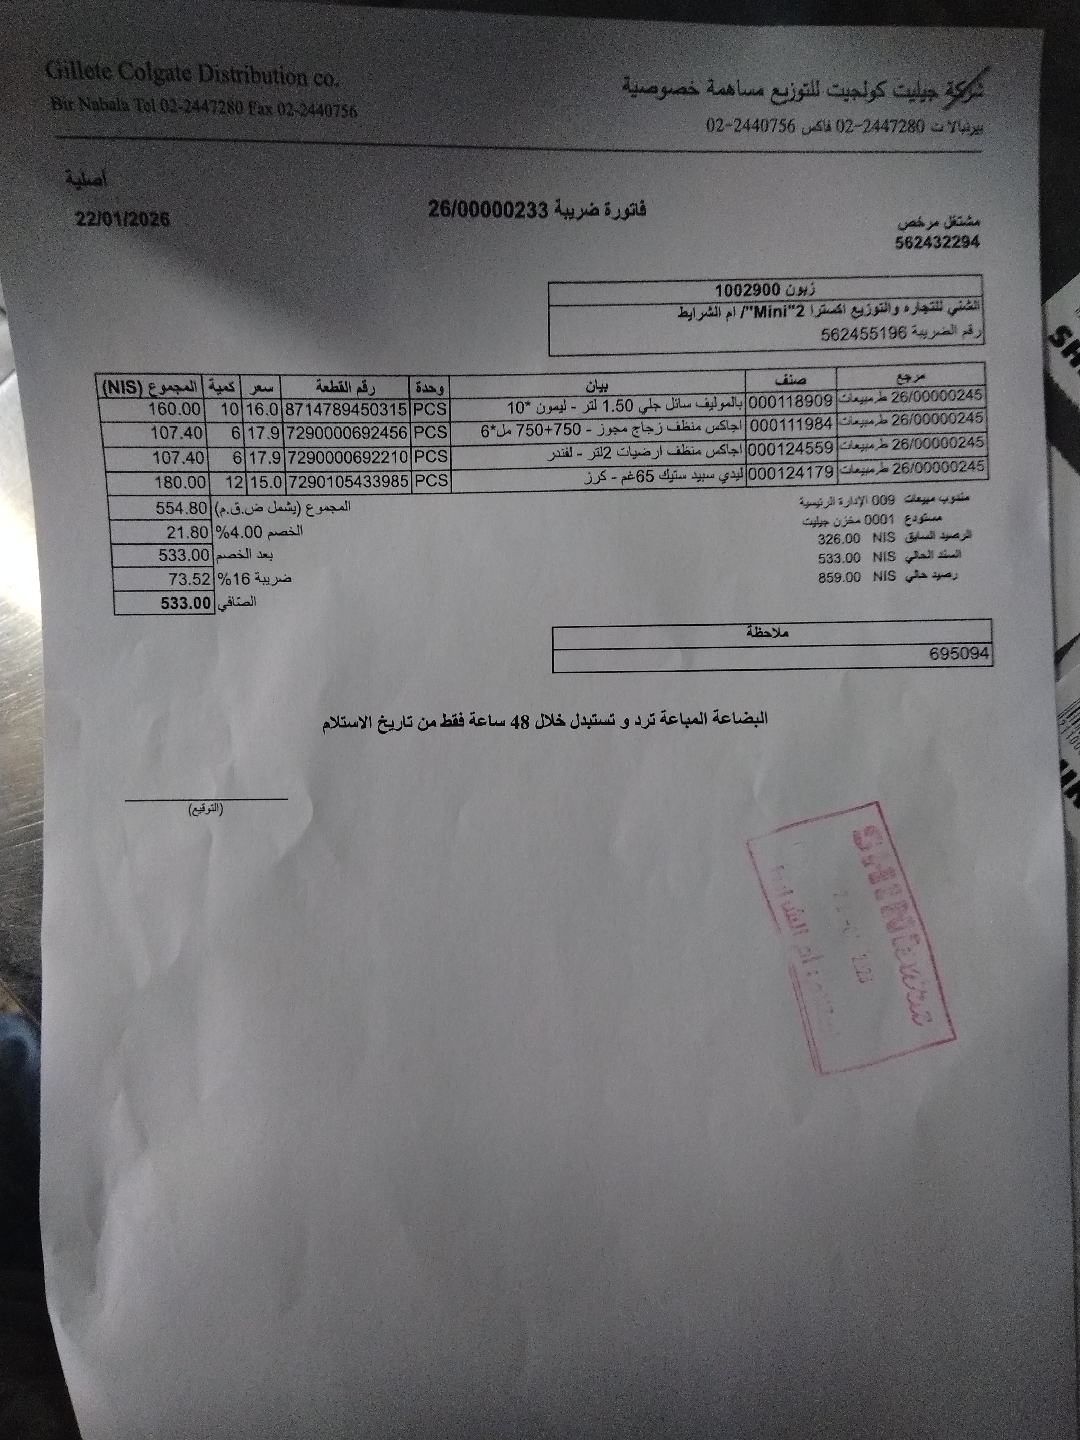 Gillete Colgate Distribution co.
شركة جيليت كولجيت للتوزيع مساهمة خصوصية
Bir Nabala Tel 02-2447280 Fax 02-2440756
بيرنبالا ت 02-2447280 فاكس 02-2440756
أصلية
22/01/2026
فاتورة ضريبة 26/00000233
مشتغل مرخص
562432294
زبون 1002900
الشني للتجاره والتوزيع اكسترا 2"Mini"/ ام الشرايط
رقم الضريبة 562455196
مرجع صنف بيان وحدة رقم القطعة سعر كمية المجموع (NIS)
26/00000245 ط.مبيعات 000118909 بالموليف سائل جلي 1.50 لتر - ليمون *10 PCS 8714789450315 16.0 10 160.00
26/00000245 ط.مبيعات 000111984 اجاكس منظف زجاج مجوز - 750+750 مل*6 PCS 7290000692456 17.9 6 107.40
26/00000245 ط.مبيعات 000124559 اجاكس منظف ارضيات 2لتر - لفندر PCS 7290000692210 17.9 6 107.40
26/00000245 ط.مبيعات 000124179 ليدي سبيد ستيك 65غم - كرز PCS 7290105433985 15.0 12 180.00
المجموع (يشمل ض.ق.م) 554.80
الخصم 4.00% 21.80
بعد الخصم 533.00
ضريبة 16% 73.52
الصافي 533.00
مندوب مبيعات 009 الإدارة الرئيسية
مستودع 0001 مخزن جيليت
الرصيد السابق NIS 326.00
السند الحالي NIS 533.00
رصيد حالي NIS 859.00
ملاحظة
695094
البضاعة المباعة ترد و تستبدل خلال 48 ساعة فقط من تاريخ الاستلام
(التوقيع)
SHINI